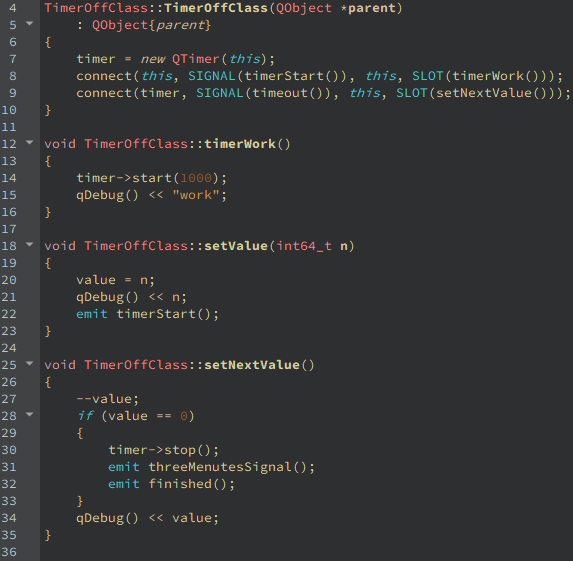 4 TimerOffClass::TimerOffClass(QObject *parent)
5     : QObject{parent}
6 {
7     timer = new QTimer(this);
8     connect(this, SIGNAL(timerStart()), this, SLOT(timerWork()));
9     connect(timer, SIGNAL(timeout()), this, SLOT(setNextValue()));
10 }
11
12 void TimerOffClass::timerWork()
13 {
14     timer->start(1000);
15     qDebug() << "work";
16 }
17
18 void TimerOffClass::setValue(int64_t n)
19 {
20     value = n;
21     qDebug() << n;
22     emit timerStart();
23 }
24
25 void TimerOffClass::setNextValue()
26 {
27     --value;
28     if (value == 0)
29     {
30         timer->stop();
31         emit threeMenutesSignal();
32         emit finished();
33     }
34     qDebug() << value;
35 }
36